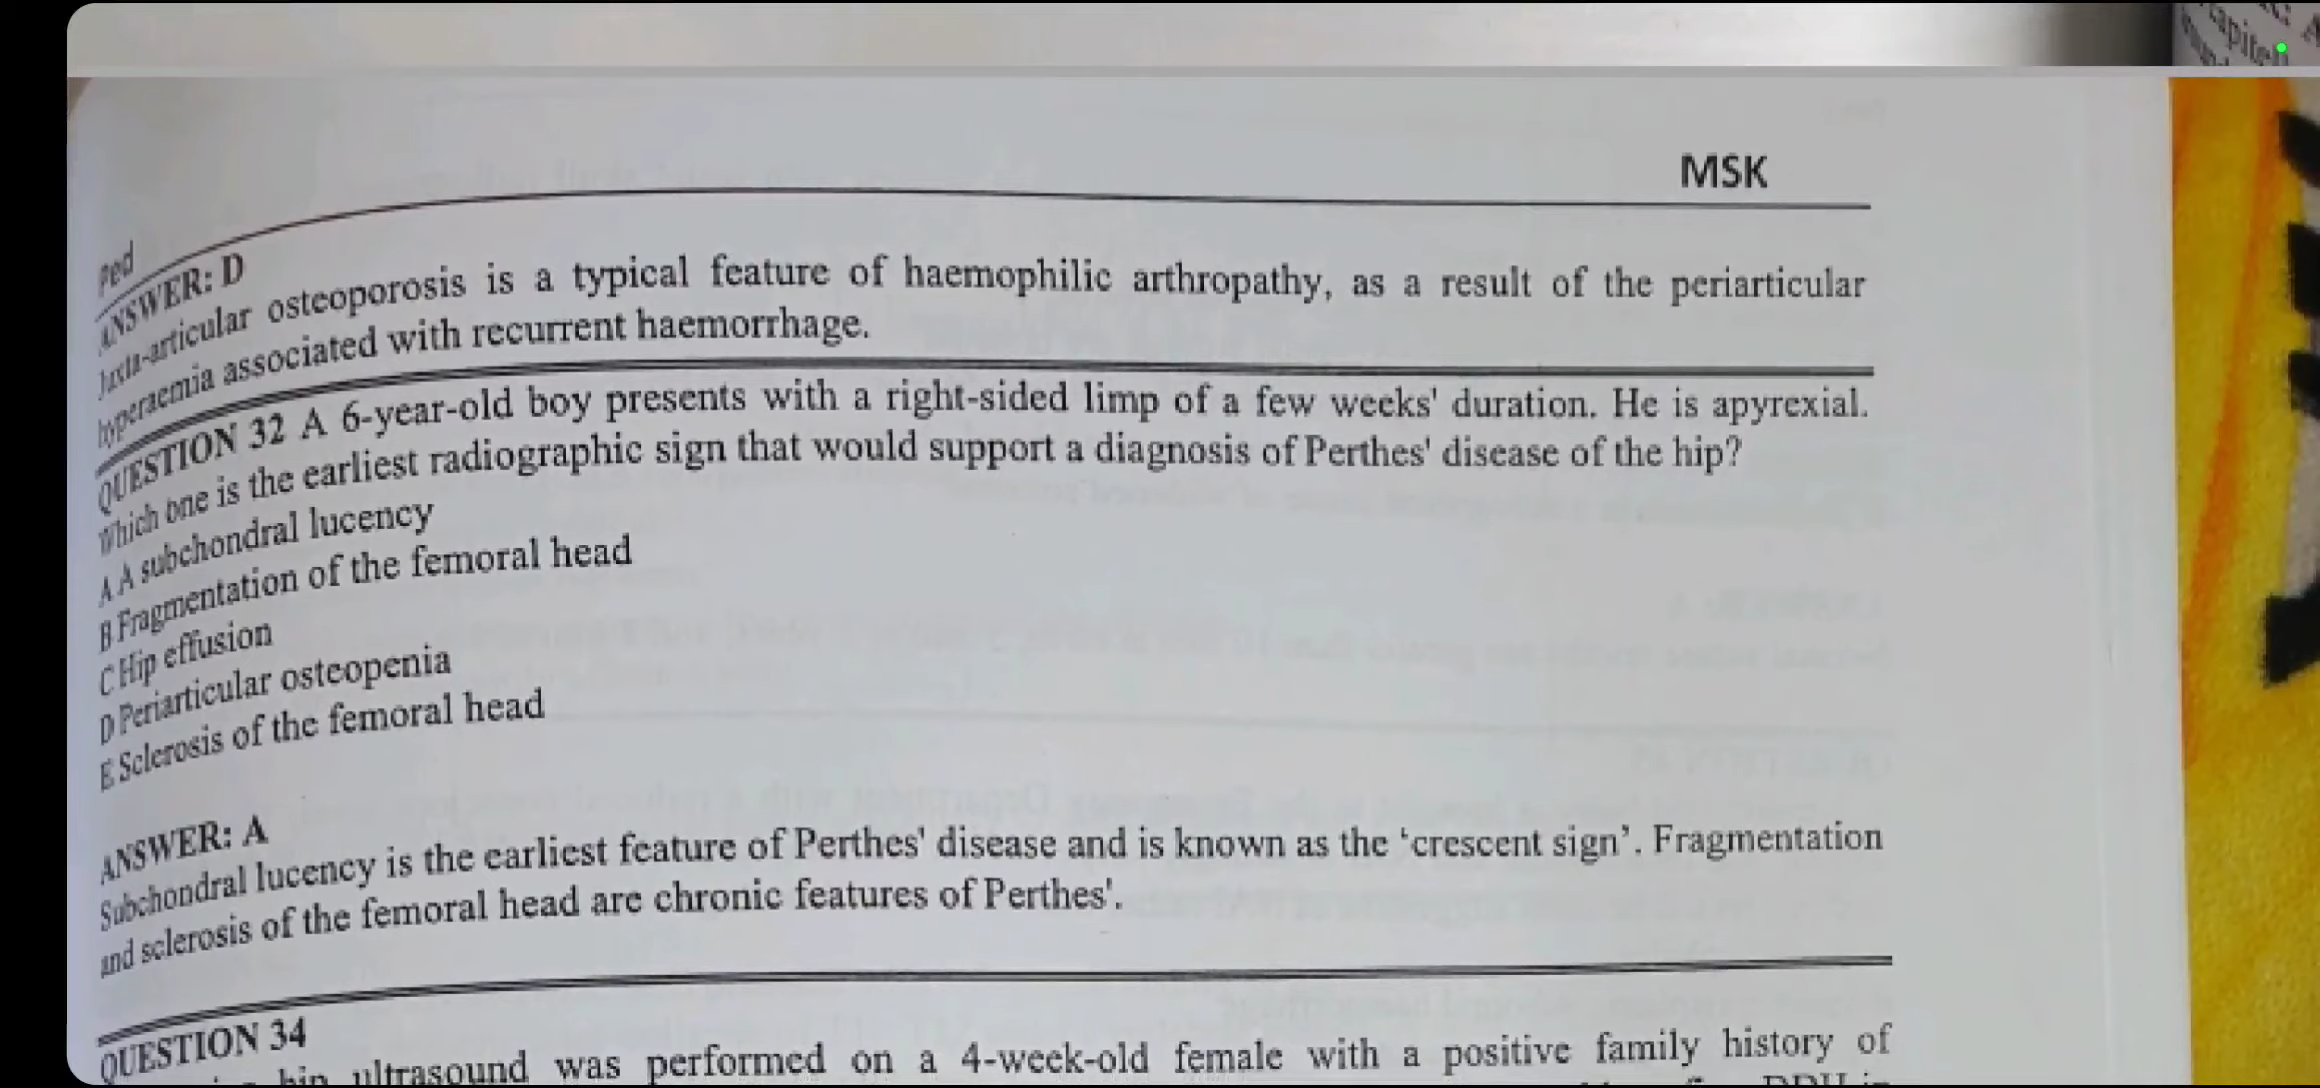 MSK
Ped
ANSWER: D
Juxta-articular osteoporosis is a typical feature of haemophilic arthropathy, as a result of the periarticular
hyperaemia associated with recurrent haemorrhage.
QUESTION 32 A 6-year-old boy presents with a right-sided limp of a few weeks' duration. He is apyrexial.
Which one is the earliest radiographic sign that would support a diagnosis of Perthes' disease of the hip?
A A subchondral lucency
B Fragmentation of the femoral head
C Hip effusion
D Periarticular osteopenia
E Sclerosis of the femoral head
ANSWER: A
Subchondral lucency is the earliest feature of Perthes' disease and is known as the ‘crescent sign’. Fragmentation
and sclerosis of the femoral head are chronic features of Perthes'.
QUESTION 34
hip ultrasound was performed on a 4-week-old female with a positive family history of
DDH in